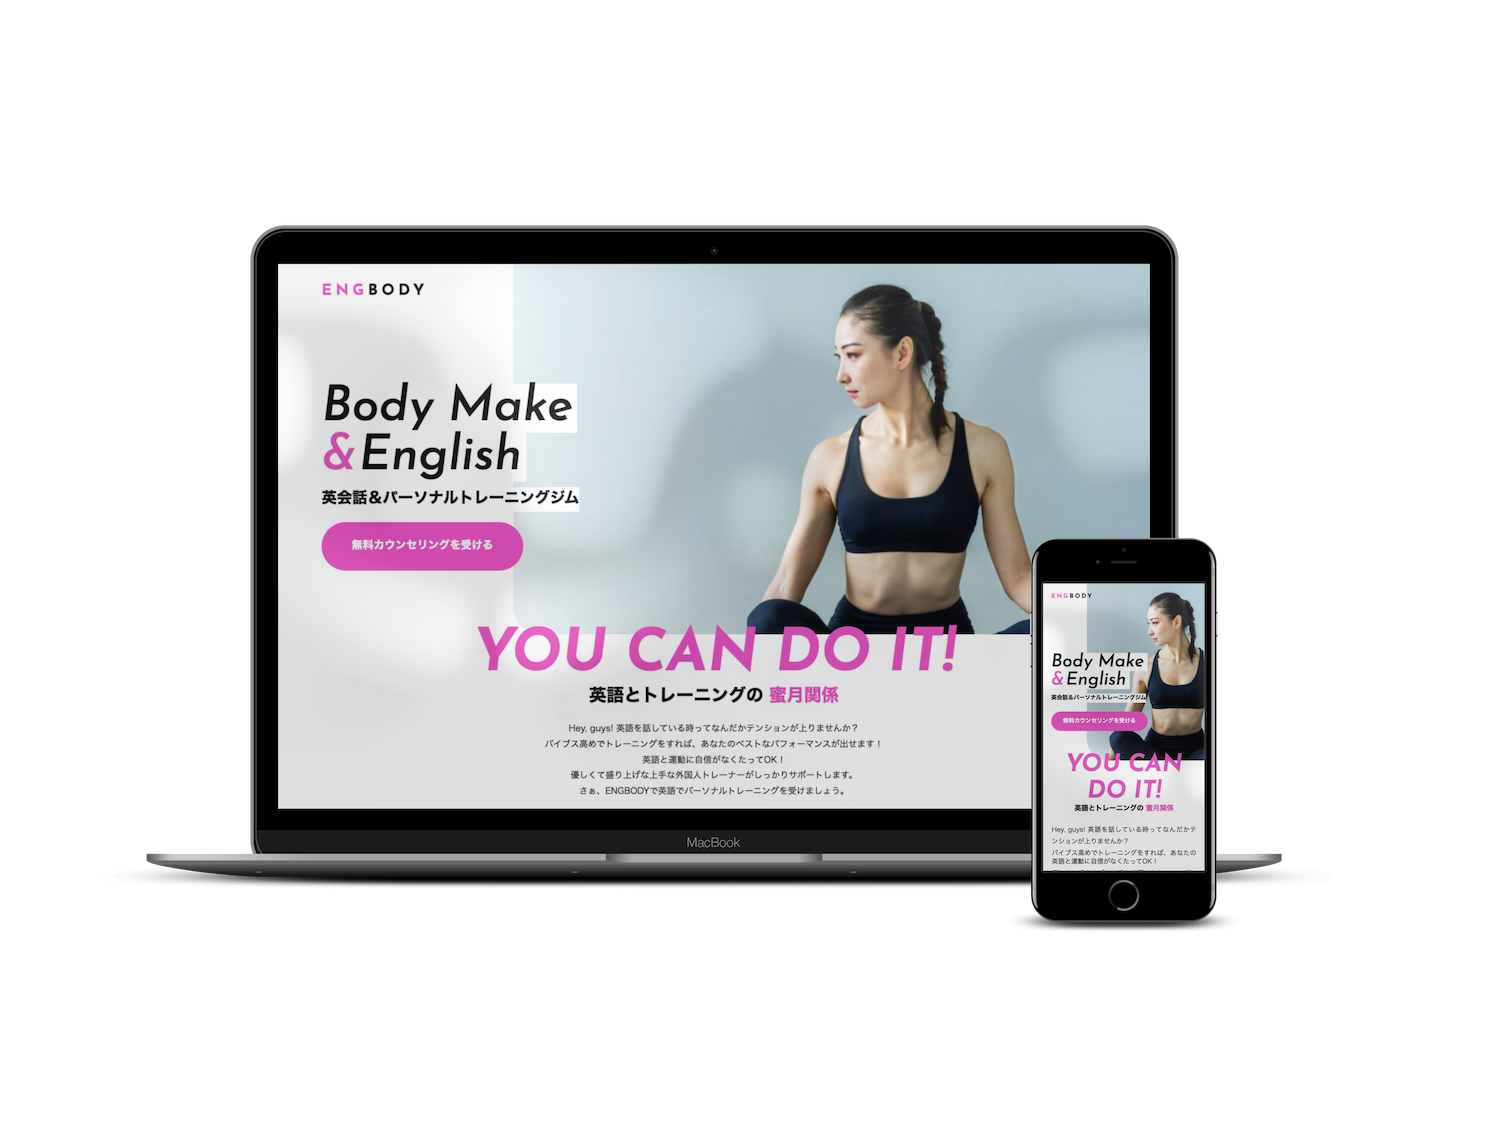 ENGBODY
Body Make
&English
英会話&パーソナルトレーニングジム
無料カウンセリングを受ける
YOU CAN DO IT!
英語とトレーニングの 蜜月関係
Hey, guys! 英語を話している時ってなんだかテンションが上りませんか？
バイブス高めでトレーニングをすれば、あなたのベストなパフォーマンスが出せます！
英語と運動に自信がなくたってOK！
優しくて盛り上げな上手な外国人トレーナーがしっかりサポートします。
さぁ、ENGBODYで英語でパーソナルトレーニングを受けましょう。
MacBook
ENGBODY
Body Make
&English
英会話&パーソナルトレーニングジム
無料カウンセリングを受ける
YOU CAN
DO IT!
英語とトレーニングの 蜜月関係
Hey, guys! 英語を話している時ってなんだかテ
ンションが上りませんか？
バイブス高めでトレーニングをすれば、あなたの
英語と運動に自信がなくたってOK！